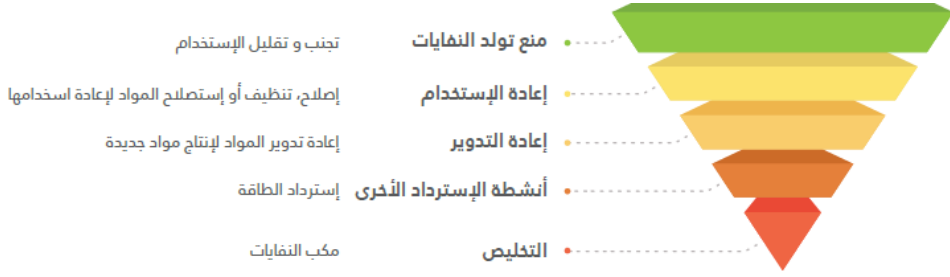 منع تولد النفايات تجنب و تقليل الإستخدام
إعادة الإستخدام إصلاح، تنظيف أو إستصلاح المواد لإعادة اسخدامها
إعادة التدوير إعادة تدوير المواد لإنتاج مواد جديدة
أنشطة الإسترداد الأخرى إسترداد الطاقة
التخليص مكب النفايات